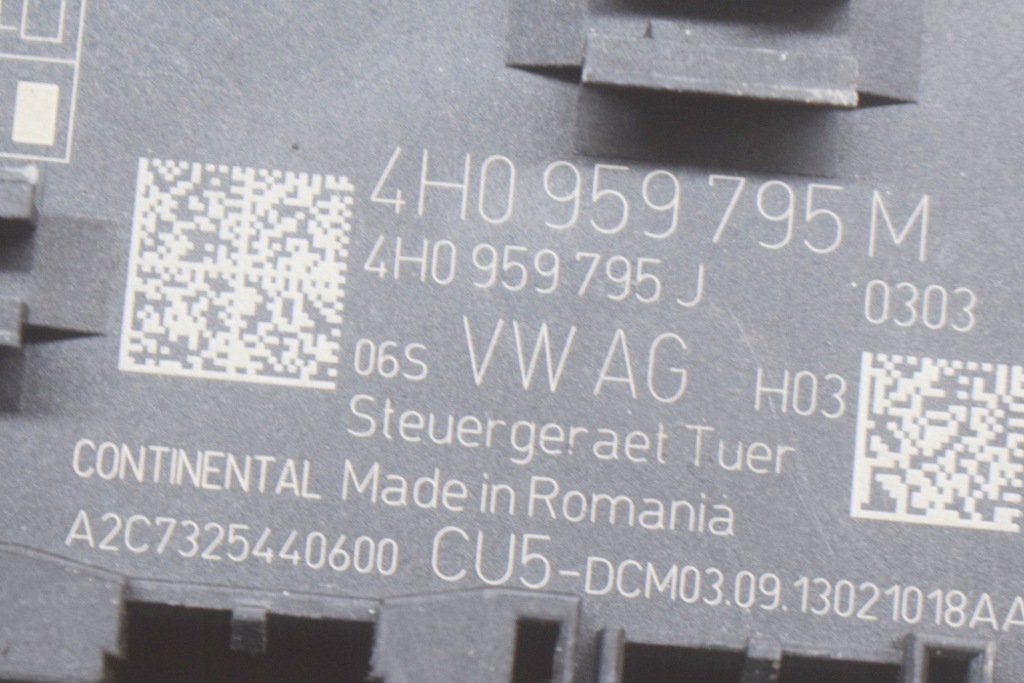 4H0 959 795 M
4H0 959 795 J 0303
06S VW AG H03
Steuergeraet Tuer
CONTINENTAL Made in Romania
A2C7325440600 CU5-DCM03.09.13021018AA